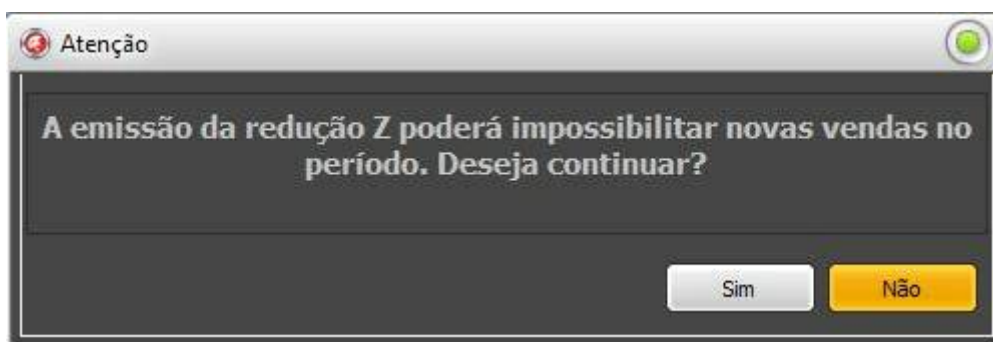 Atenção
A emissão da redução Z poderá impossibilitar novas vendas no
período. Deseja continuar?
Sim
Não